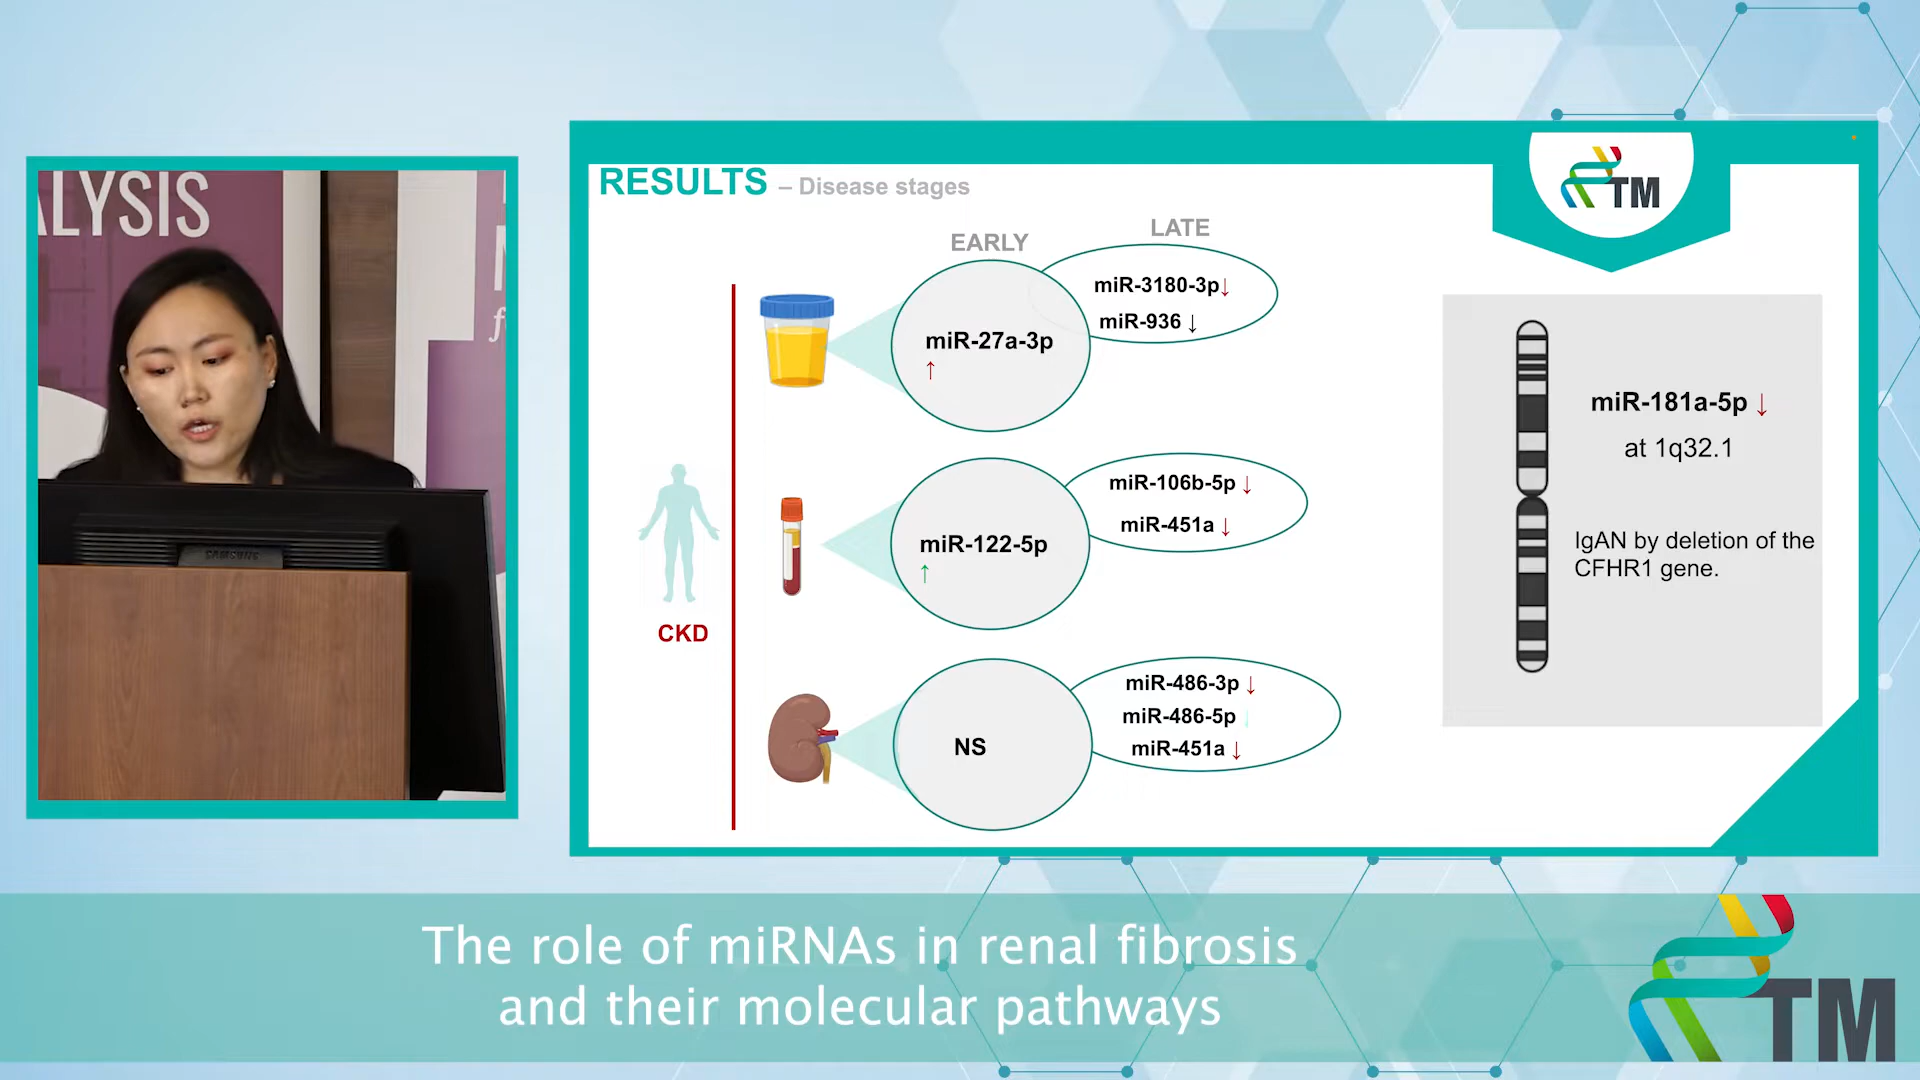 ALYSIS
SAMSUNG
RESULTS – Disease stages
TM
EARLY
LATE
miR-3180-3p↓
miR-936 ↓
miR-27a-3p
↑
miR-106b-5p ↓
miR-451a ↓
miR-122-5p
↑
CKD
miR-486-3p ↓
miR-486-5p ↓
miR-451a ↓
NS
miR-181a-5p ↓
at 1q32.1
IgAN by deletion of the
CFHR1 gene.
The role of miRNAs in renal fibrosis
and their molecular pathways
TM